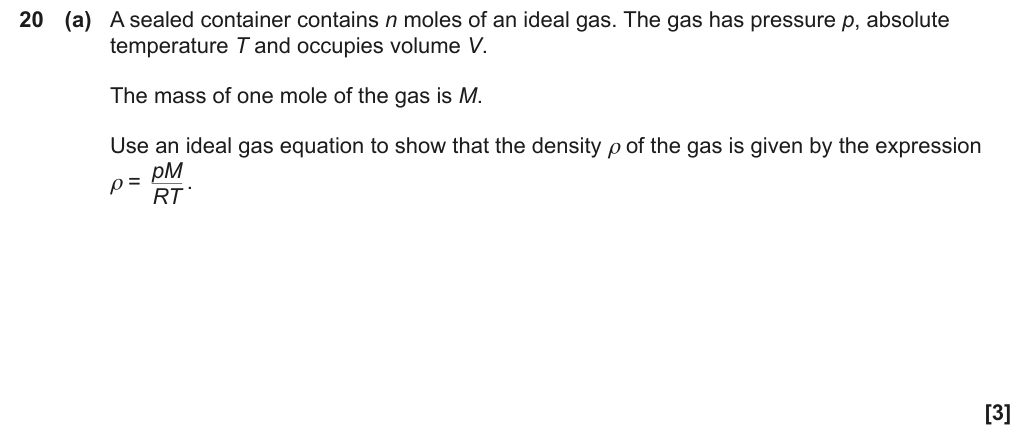 20 (a) A sealed container contains n moles of an ideal gas. The gas has pressure p, absolute
temperature T and occupies volume V.
The mass of one mole of the gas is M.
Use an ideal gas equation to show that the density ρ of the gas is given by the expression
ρ = pM/RT.
[3]